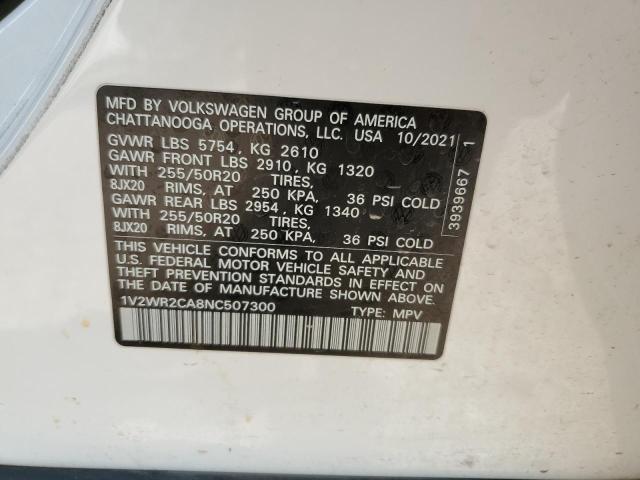 MFD BY VOLKSWAGEN GROUP OF AMERICA
CHATTANOOGA OPERATIONS, LLC. USA 10/2021
GVWR LBS 5754, KG 2610
GAWR FRONT LBS 2910, KG 1320
WITH 255/50R20 TIRES,
8JX20 RIMS, AT 250 KPA, 36 PSI COLD
GAWR REAR LBS 2954, KG 1340
WITH 255/50R20 TIRES,
8JX20 RIMS, AT 250 KPA, 36 PSI COLD
THIS VEHICLE CONFORMS TO ALL APPLICABLE
U.S. FEDERAL MOTOR VEHICLE SAFETY AND
THEFT PREVENTION STANDARDS IN EFFECT ON
THE DATE OF MANUFACTURE SHOWN ABOVE.
1V2WR2CA8NC507300 TYPE: MPV
3939667 1